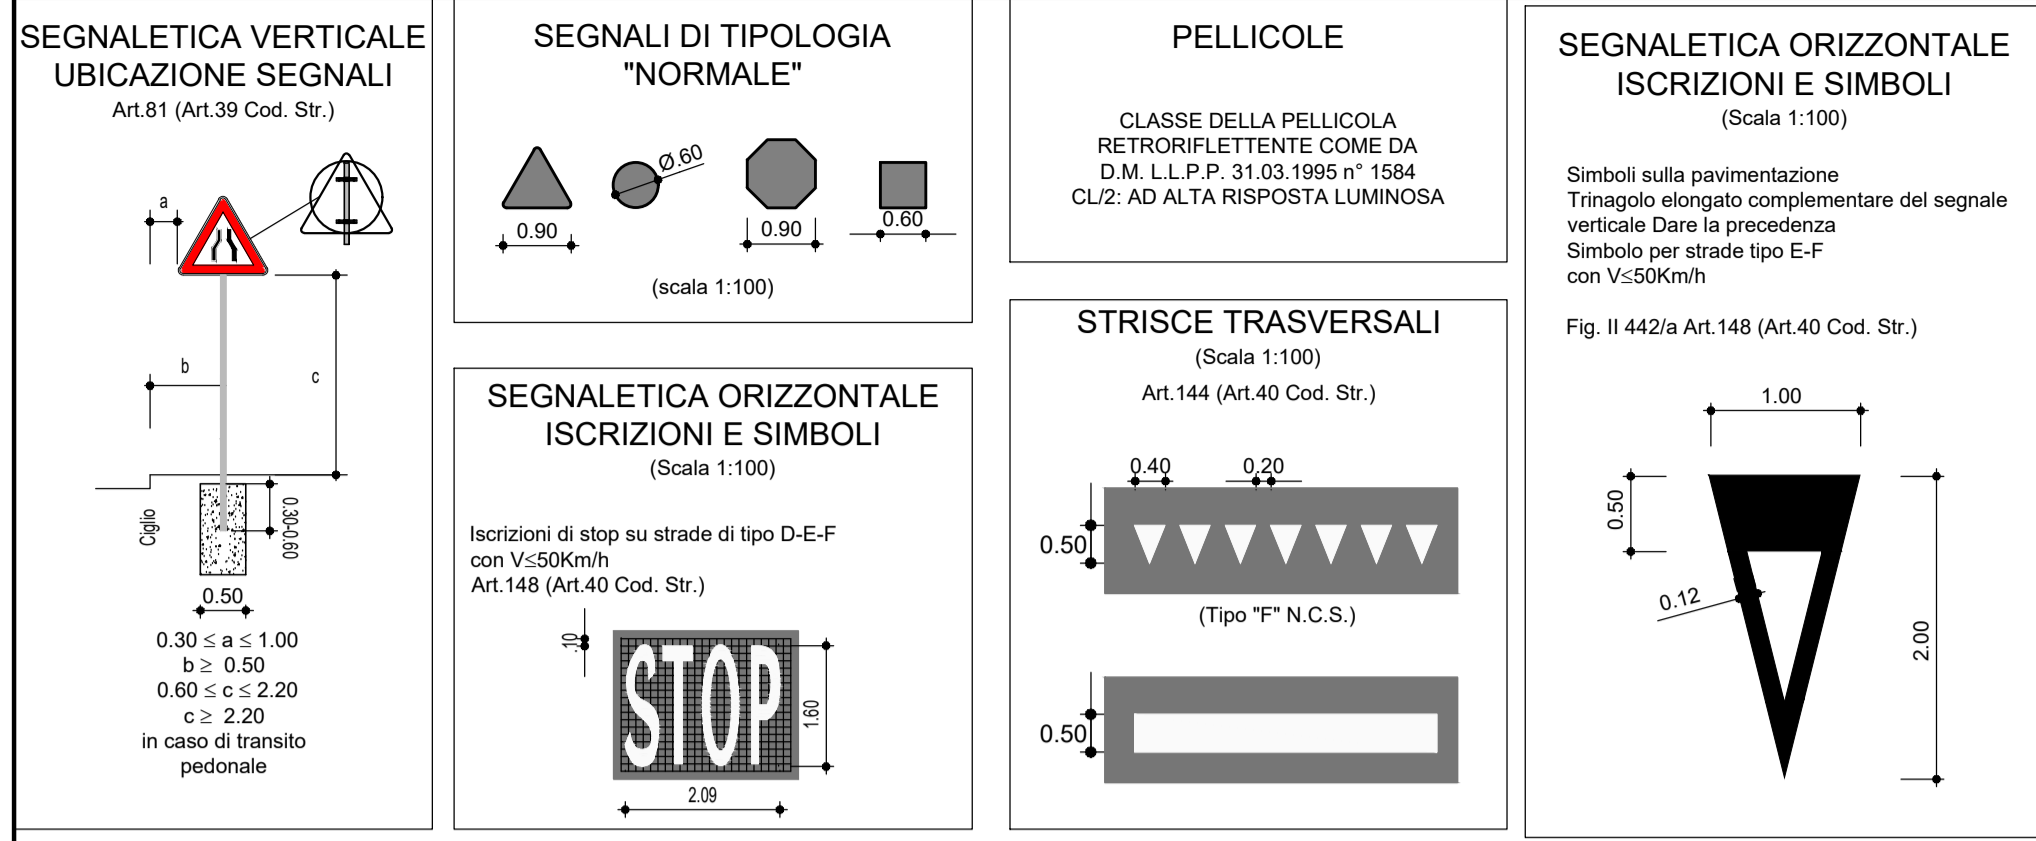 SEGNALETICA VERTICALE
UBICAZIONE SEGNALI
Art.81 (Art.39 Cod. Str.)
a
b
c
Ciglio
0.30-0.60
0.50
0.30 ≤ a ≤ 1.00
b ≥ 0.50
0.60 ≤ c ≤ 2.20
c ≥ 2.20
in caso di transito
pedonale
SEGNALI DI TIPOLOGIA
"NORMALE"
Ø.60
0.90
0.90
0.60
(scala 1:100)
SEGNALETICA ORIZZONTALE
ISCRIZIONI E SIMBOLI
(Scala 1:100)
Iscrizioni di stop su strade di tipo D-E-F
con V≤50Km/h
Art.148 (Art.40 Cod. Str.)
.10
STOP
1.60
2.09
PELLICOLE
CLASSE DELLA PELLICOLA
RETRORIFLETTENTE COME DA
D.M. L.L.P.P. 31.03.1995 n° 1584
CL/2: AD ALTA RISPOSTA LUMINOSA
STRISCE TRASVERSALI
(Scala 1:100)
Art.144 (Art.40 Cod. Str.)
0.40
0.20
0.50
(Tipo "F" N.C.S.)
0.50
SEGNALETICA ORIZZONTALE
ISCRIZIONI E SIMBOLI
(Scala 1:100)
Simboli sulla pavimentazione
Trinagolo elongato complementare del segnale
verticale Dare la precedenza
Simbolo per strade tipo E-F
con V≤50Km/h
Fig. II 442/a Art.148 (Art.40 Cod. Str.)
1.00
0.50
0.12
2.00